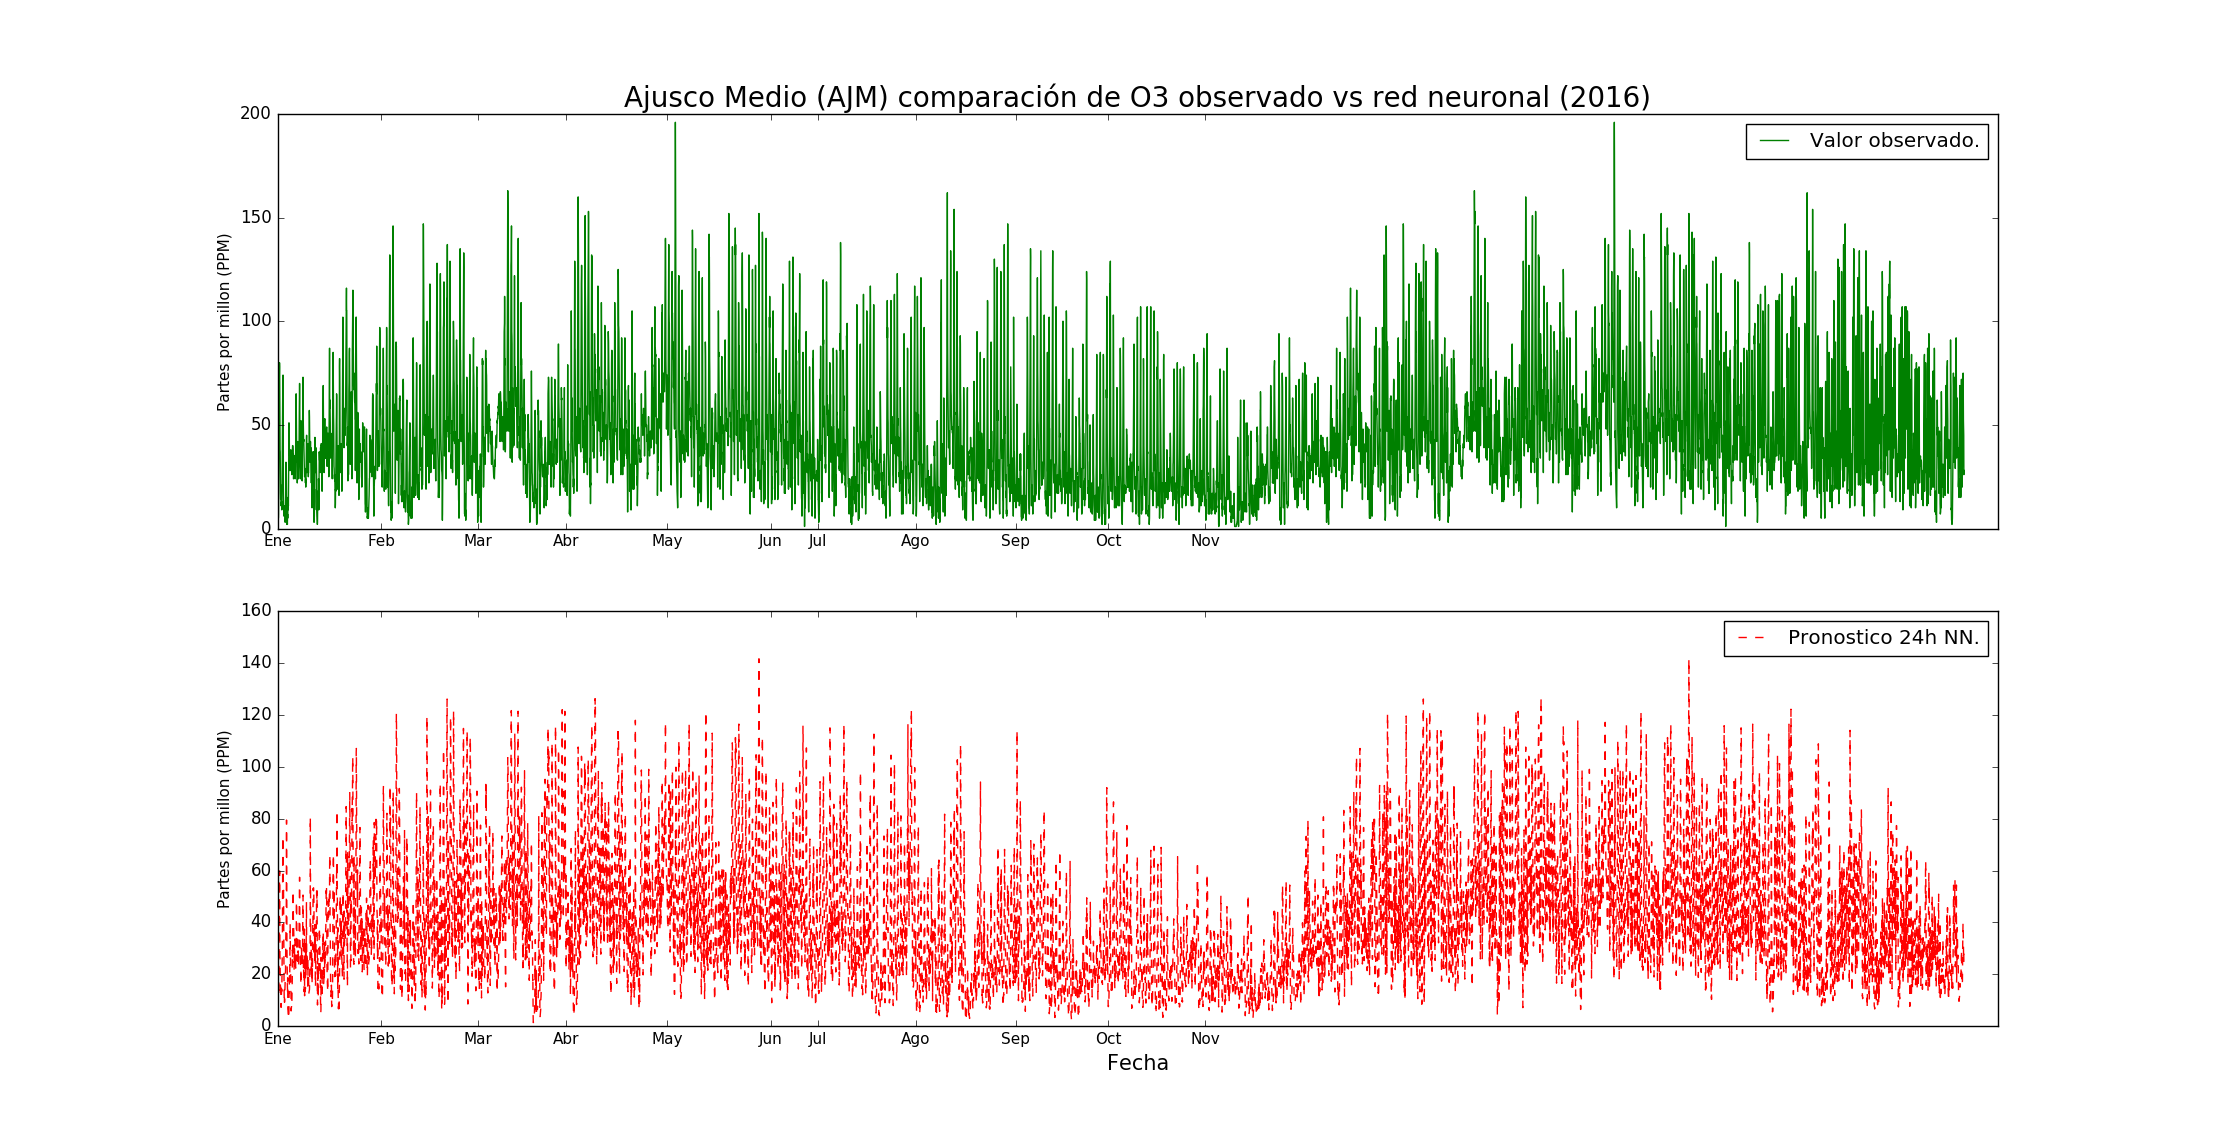 Ajusco Medio (AJM) comparación de O3 observado vs red neuronal (2016)
200
150
100
50
0
Partes por millon (PPM)
Valor observado.
Ene Feb Mar Abr May Jun Jul Ago Sep Oct Nov
160
140
120
100
80
60
40
20
0
Partes por millon (PPM)
Pronostico 24h NN.
Ene Feb Mar Abr May Jun Jul Ago Sep Oct Nov
Fecha